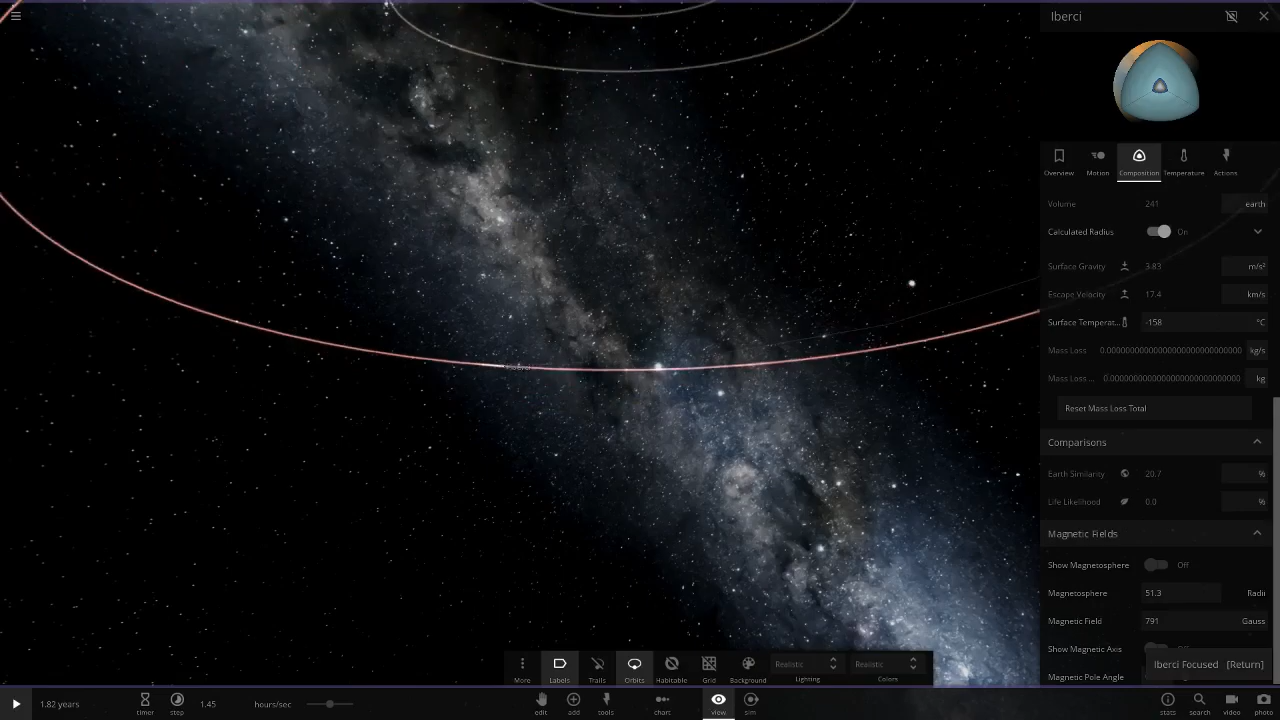 Iberci
Overview Motion Composition Temperature Actions
Volume 241 earth
Calculated Radius On
Surface Gravity 3.83 m/s²
Escape Velocity 17.4 km/s
Surface Temperat... -158 °C
Mass Loss 0.0000000000000000000000000000 kg/s
Mass Loss ... 0.000000000000000000000000000 kg
Reset Mass Loss Total
Comparisons
Earth Similarity 20.7 %
Life Likelihood 0.0 %
Magnetic Fields
Show Magnetosphere Off
Magnetosphere 51.3 Radii
Magnetic Field 791 Gauss
Show Magnetic Axis
Magnetic Pole Angle
Iberci Focused [Return]
More Labels Trails Orbits Habitable Grid Background Realistic Lighting Realistic Colors
1.82 years timer step 1.45 hours/sec edit add tools chart view sim stats search video photo